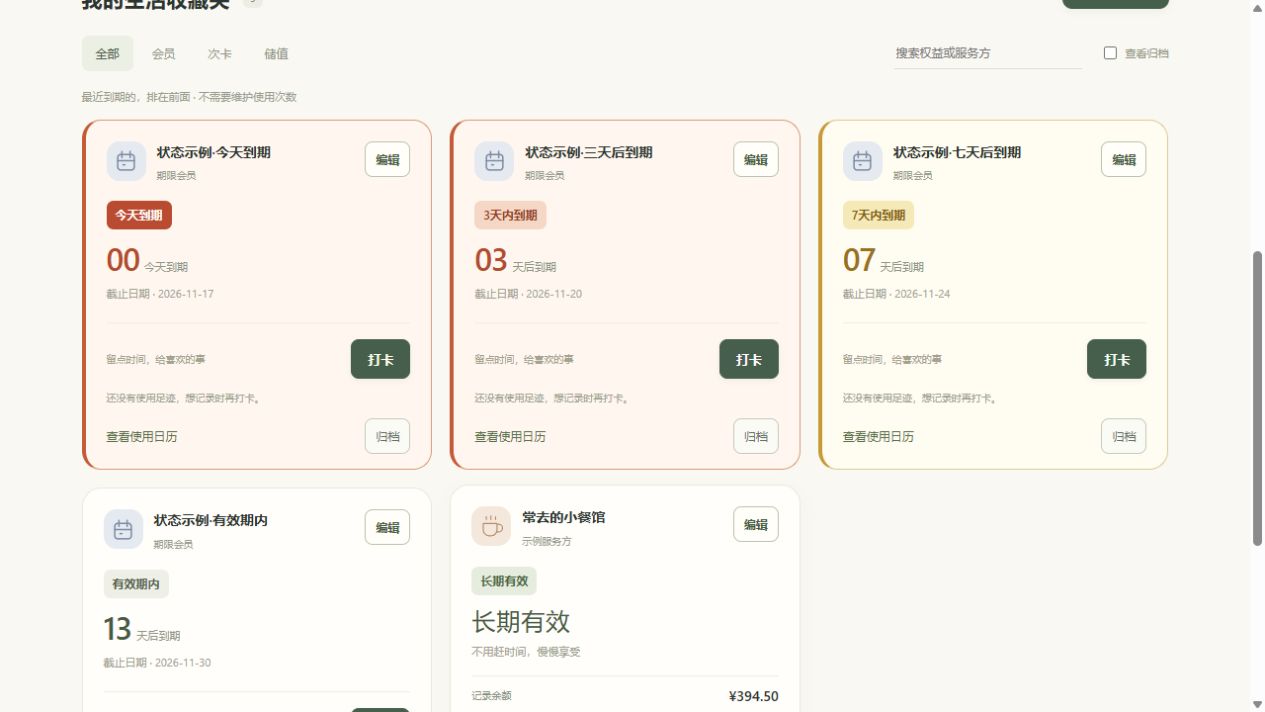 我的生活收藏夹
全部 会员 次卡 储值 搜索权益或服务方 查看归档
最近到期的，排在前面 · 不需要维护使用次数
状态示例·今天到期
期限会员
编辑
今天到期
00 今天到期
截止日期 · 2026-11-17
留点时间，给喜欢的事
打卡
还没有使用足迹，想记录时再打卡。
查看使用日历
归档
状态示例·三天后到期
期限会员
编辑
3天内到期
03 天后到期
截止日期 · 2026-11-20
留点时间，给喜欢的事
打卡
还没有使用足迹，想记录时再打卡。
查看使用日历
归档
状态示例·七天后到期
期限会员
编辑
7天内到期
07 天后到期
截止日期 · 2026-11-24
留点时间，给喜欢的事
打卡
还没有使用足迹，想记录时再打卡。
查看使用日历
归档
状态示例·有效期内
期限会员
编辑
有效期内
13 天后到期
截止日期 · 2026-11-30
常去的小餐馆
示例服务方
编辑
长期有效
长期有效
不用赶时间，慢慢享受
记录余额 ¥394.50